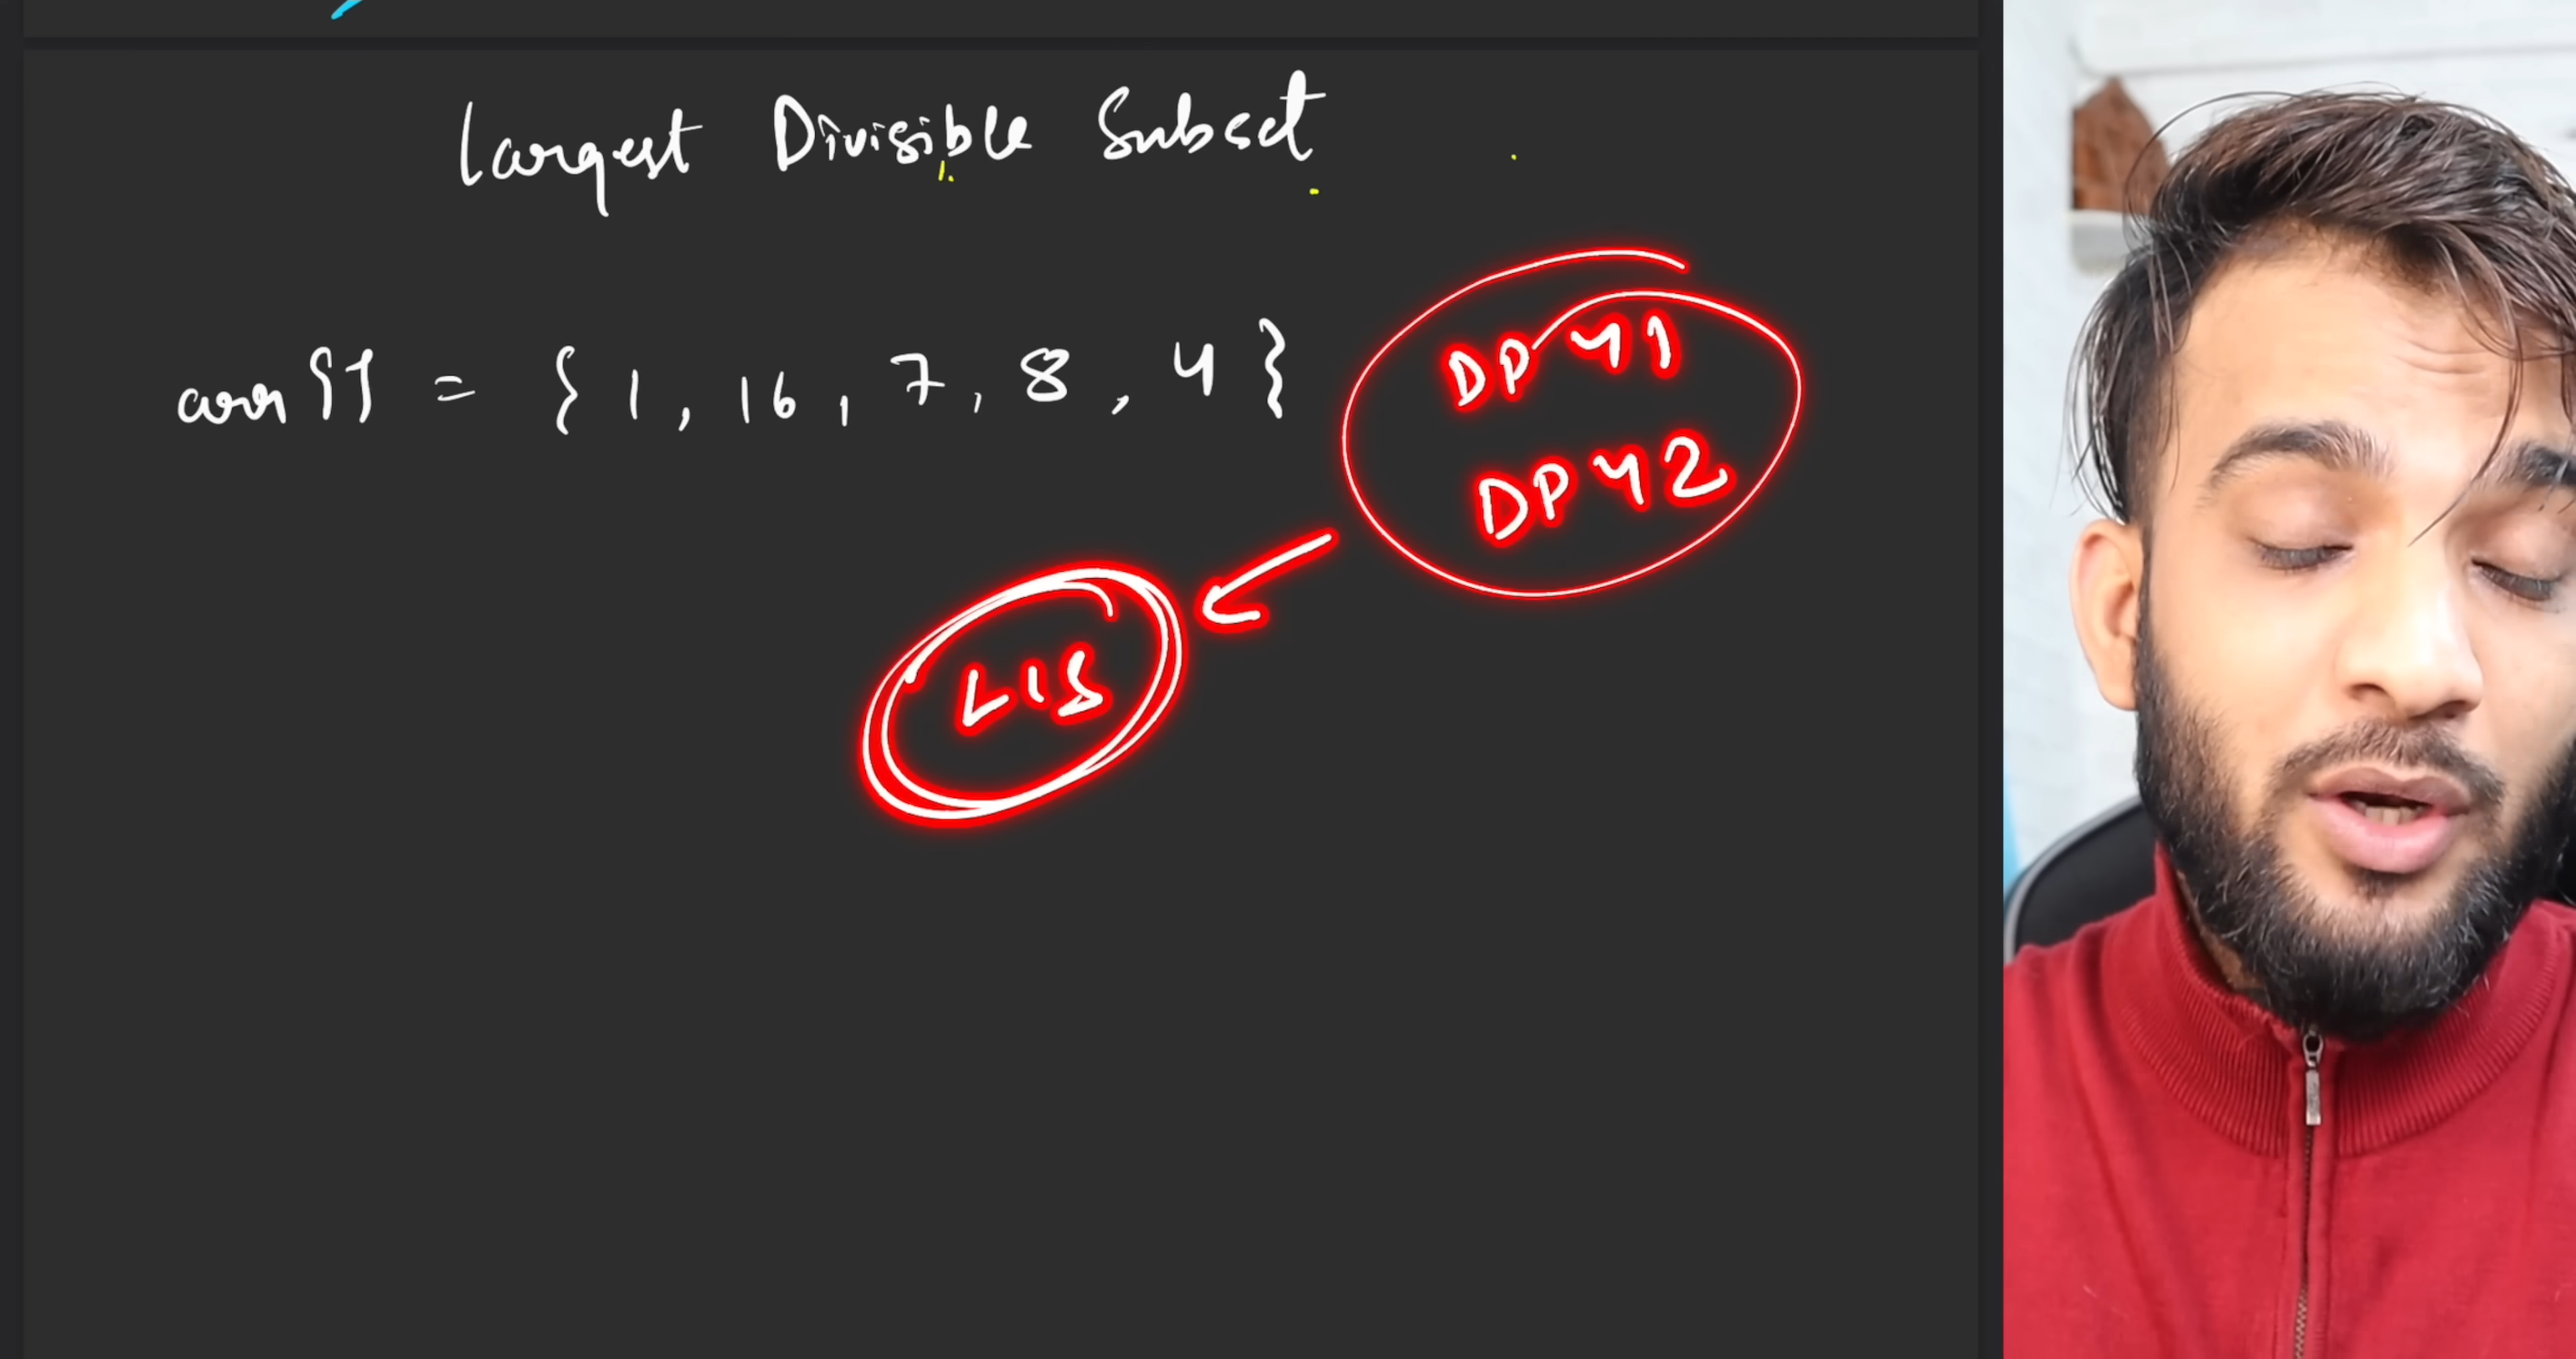 Largest Divisible Subset
arr[] = { 1, 16, 7, 8, 4 }
DP 41
DP 42
LIS